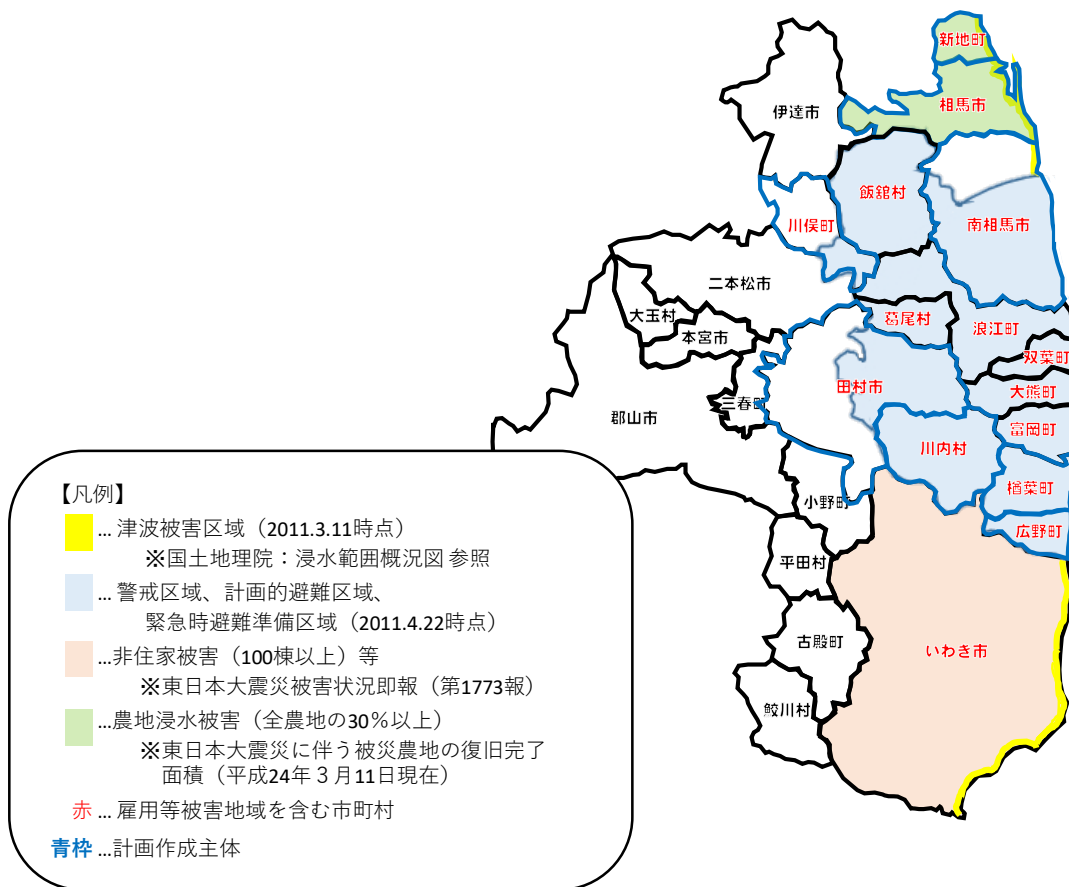 新地町
相馬市
伊達市
飯舘村
川俣町
南相馬市
二本松市
大玉村
葛尾村
浪江町
本宮市
双葉町
田村市
大熊町
三春町
郡山市
富岡町
川内村
楢葉町
小野町
広野町
平田村
古殿町
いわき市
鮫川村
【凡例】
… 津波被害区域（2011.3.11時点）
※国土地理院：浸水範囲概況図 参照
… 警戒区域、計画的避難区域、
緊急時避難準備区域（2011.4.22時点）
…非住家被害（100棟以上）等
※東日本大震災被害状況即報（第1773報）
…農地浸水被害（全農地の30％以上）
※東日本大震災に伴う被災農地の復旧完了
面積（平成24年３月11日現在）
赤 … 雇用等被害地域を含む市町村
青枠 …計画作成主体